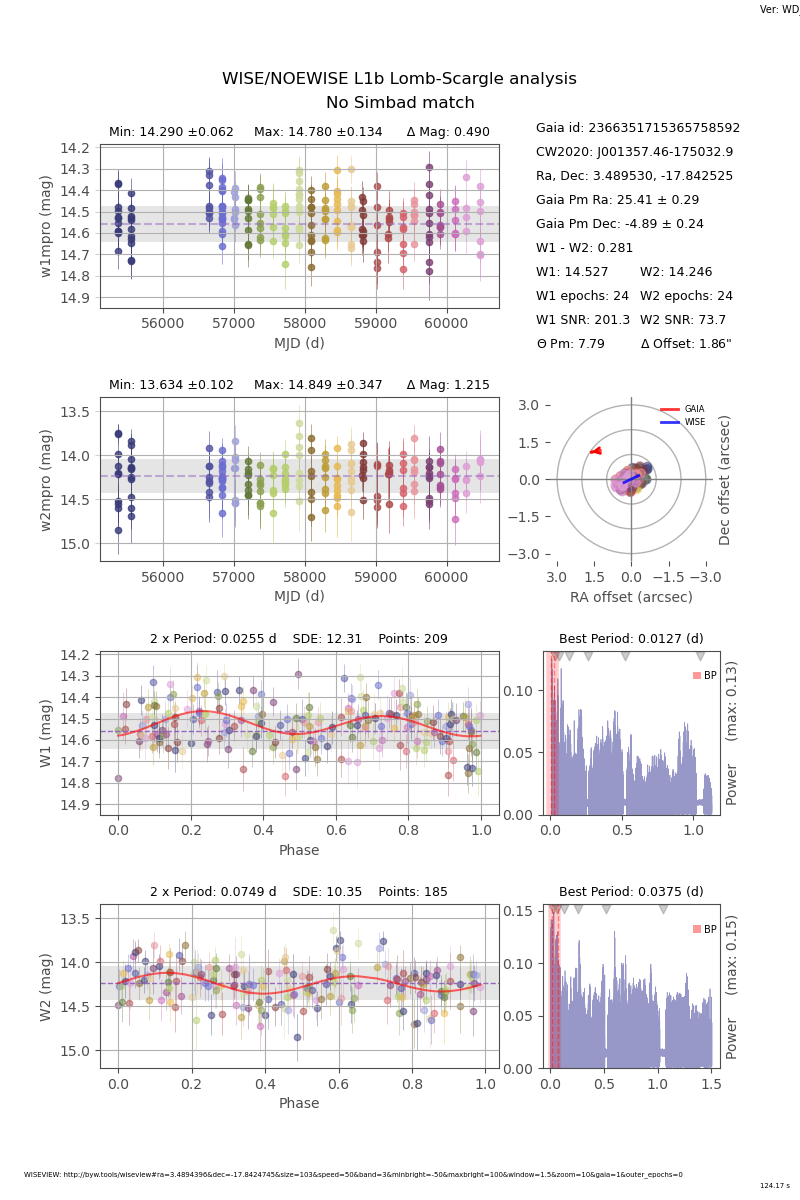 Ver: WD_
WISE/NOEWISE L1b Lomb-Scargle analysis
No Simbad match
Min: 14.290 ±0.062 Max: 14.780 ±0.134 Δ Mag: 0.490
14.2
14.3
14.4
14.5
14.6
14.7
14.8
14.9
w1mpro (mag)
56000 57000 58000 59000 60000
MJD (d)
Gaia id: 2366351715365758592
CW2020: J001357.46-175032.9
Ra, Dec: 3.489530, -17.842525
Gaia Pm Ra: 25.41 ± 0.29
Gaia Pm Dec: -4.89 ± 0.24
W1 - W2: 0.281
W1: 14.527 W2: 14.246
W1 epochs: 24 W2 epochs: 24
W1 SNR: 201.3 W2 SNR: 73.7
Θ Pm: 7.79 Δ Offset: 1.86"
Min: 13.634 ±0.102 Max: 14.849 ±0.347 Δ Mag: 1.215
13.5
14.0
14.5
15.0
w2mpro (mag)
56000 57000 58000 59000 60000
MJD (d)
3.0
1.5
0.0
−1.5
−3.0
GAIA
WISE
Dec offset (arcsec)
3.0 1.5 0.0 −1.5 −3.0
RA offset (arcsec)
2 x Period: 0.0255 d SDE: 12.31 Points: 209
14.2
14.3
14.4
14.5
14.6
14.7
14.8
14.9
W1 (mag)
0.0 0.2 0.4 0.6 0.8 1.0
Phase
Best Period: 0.0127 (d)
0.10
0.05
0.00
BP
Power (max: 0.13)
0.0 0.5 1.0
2 x Period: 0.0749 d SDE: 10.35 Points: 185
13.5
14.0
14.5
15.0
W2 (mag)
0.0 0.2 0.4 0.6 0.8 1.0
Phase
Best Period: 0.0375 (d)
0.15
0.10
0.05
0.00
BP
Power (max: 0.15)
0.0 0.5 1.0 1.5
WISEVIEW: http://byw.tools/wiseview#ra=3.4894396&dec=-17.8424745&size=103&speed=50&band=3&minbright=-50&maxbright=100&window=1.5&zoom=10&gaia=1&outer_epochs=0
124.17 s